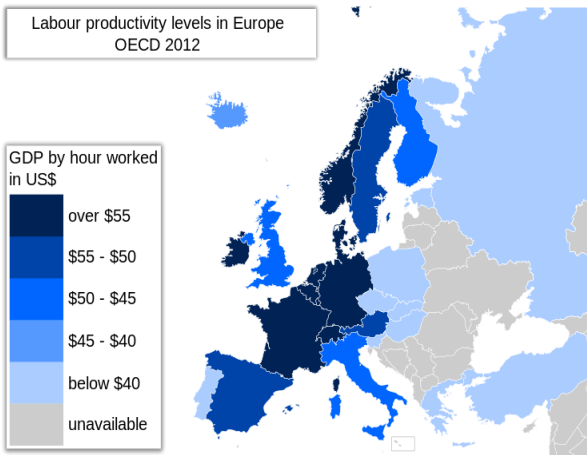 Labour productivity levels in Europe
OECD 2012
GDP by hour worked
in US$
over $55
$55 - $50
$50 - $45
$45 - $40
below $40
unavailable